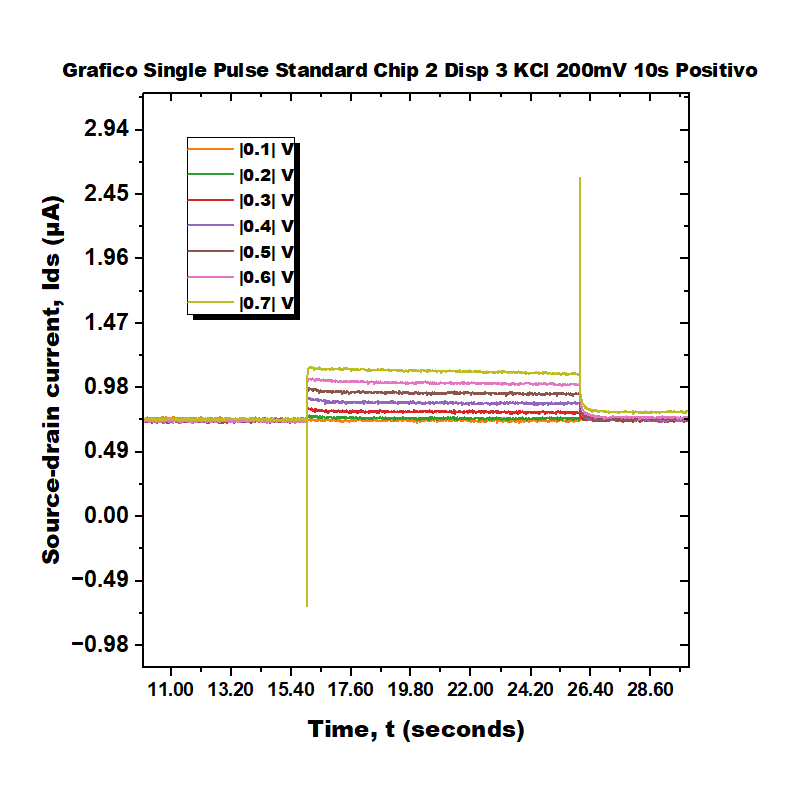 Grafico Single Pulse Standard Chip 2 Disp 3 KCl 200mV 10s Positivo
2.94
2.45
1.96
1.47
0.98
0.49
0.00
−0.49
−0.98
Source-drain current, Ids (µA)
|0.1| V
|0.2| V
|0.3| V
|0.4| V
|0.5| V
|0.6| V
|0.7| V
11.00 13.20 15.40 17.60 19.80 22.00 24.20 26.40 28.60
Time, t (seconds)